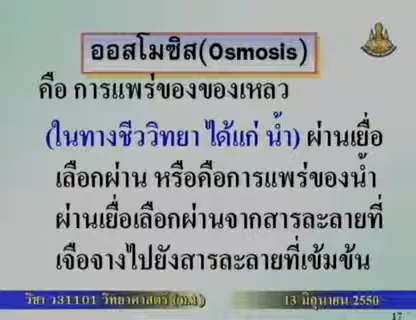 ออสโมซิส(Osmosis)
คือ การแพร่ของของเหลว
(ในทางชีววิทยา ได้แก่ น้ำ) ผ่านเยื่อ
เลือกผ่าน หรือคือการแพร่ของน้ำ
ผ่านเยื่อเลือกผ่านจากสารละลายที่
เจือจางไปยังสารละลายที่เข้มข้น
วิชา ว31101 วิทยาศาสตร์ 13 มิถุนายน 2550
17